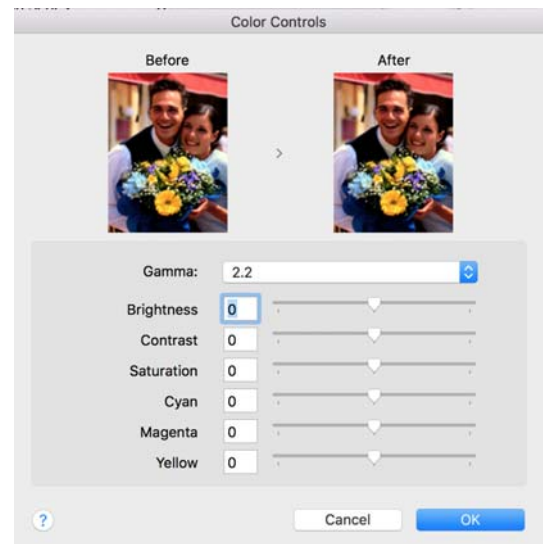 Color Controls
Before After
>
Gamma: 2.2
Brightness 0
Contrast 0
Saturation 0
Cyan 0
Magenta 0
Yellow 0
? Cancel OK